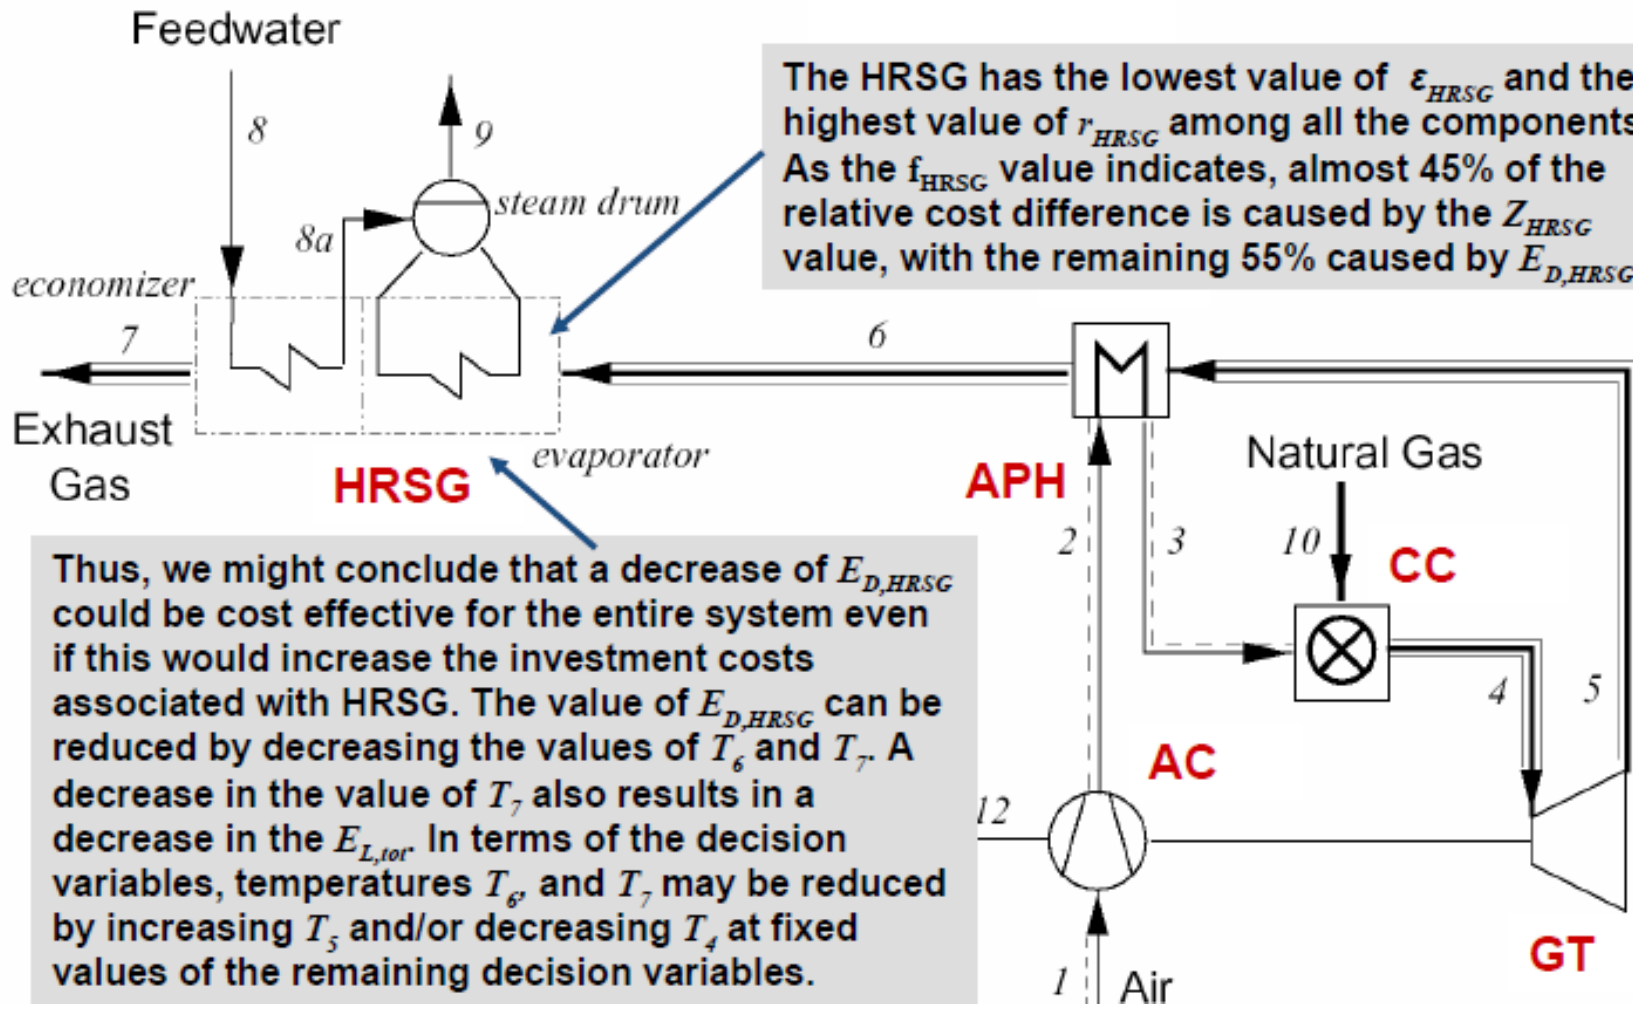 Feedwater
8
9
steam drum
8a
economizer
7
Exhaust
Gas
HRSG
evaporator
The HRSG has the lowest value of ε_HRSG and the
highest value of r_HRSG among all the components
As the f_HRSG value indicates, almost 45% of the
relative cost difference is caused by the Z_HRSG
value, with the remaining 55% caused by E_D,HRSG
6
APH
Natural Gas
2
3
10
CC
4
5
AC
12
GT
1
Air
Thus, we might conclude that a decrease of E_D,HRSG
could be cost effective for the entire system even
if this would increase the investment costs
associated with HRSG. The value of E_D,HRSG can be
reduced by decreasing the values of T_6 and T_7. A
decrease in the value of T_7 also results in a
decrease in the E_L,tot. In terms of the decision
variables, temperatures T_6, and T_7 may be reduced
by increasing T_5 and/or decreasing T_4 at fixed
values of the remaining decision variables.